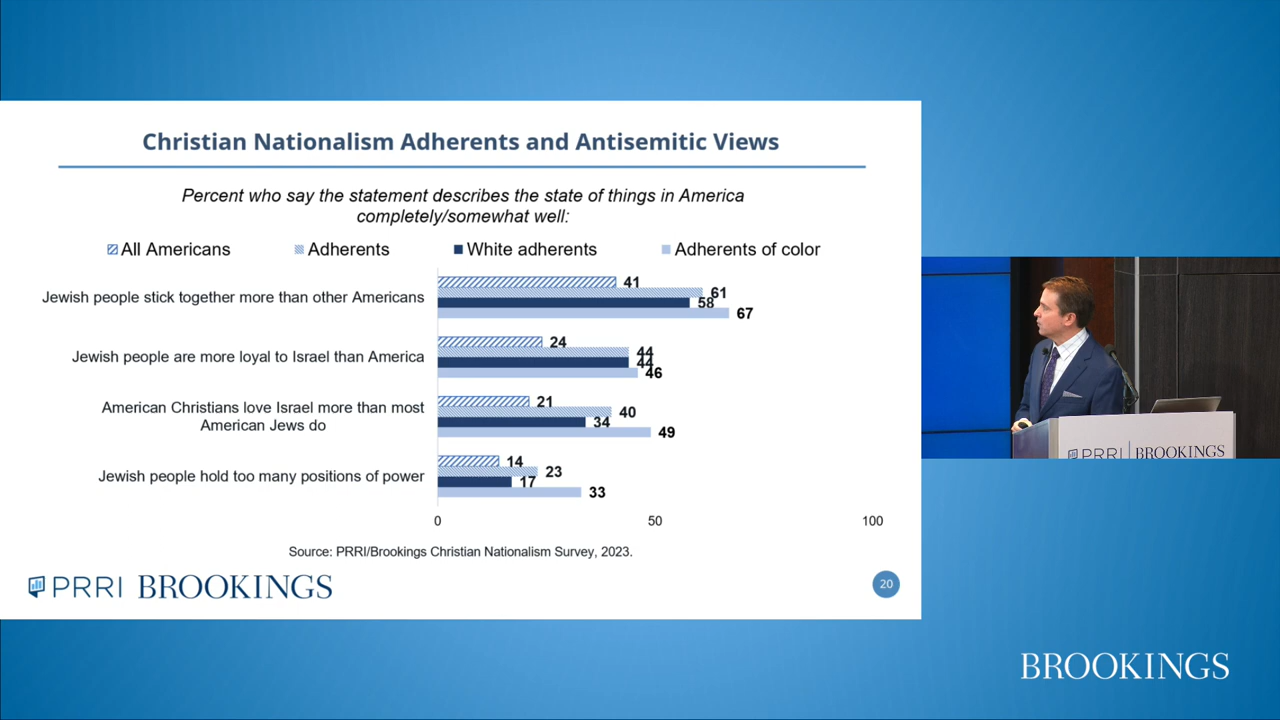 Christian Nationalism Adherents and Antisemitic Views
Percent who say the statement describes the state of things in America
completely/somewhat well:
All Americans
Adherents
White adherents
Adherents of color
Jewish people stick together more than other Americans
41
61
58
67
Jewish people are more loyal to Israel than America
24
44
44
46
American Christians love Israel more than most
American Jews do
21
40
34
49
Jewish people hold too many positions of power
14
23
17
33
0
50
100
Source: PRRI/Brookings Christian Nationalism Survey, 2023.
PRRI BROOKINGS
20
PRRI BROOKINGS
BROOKINGS